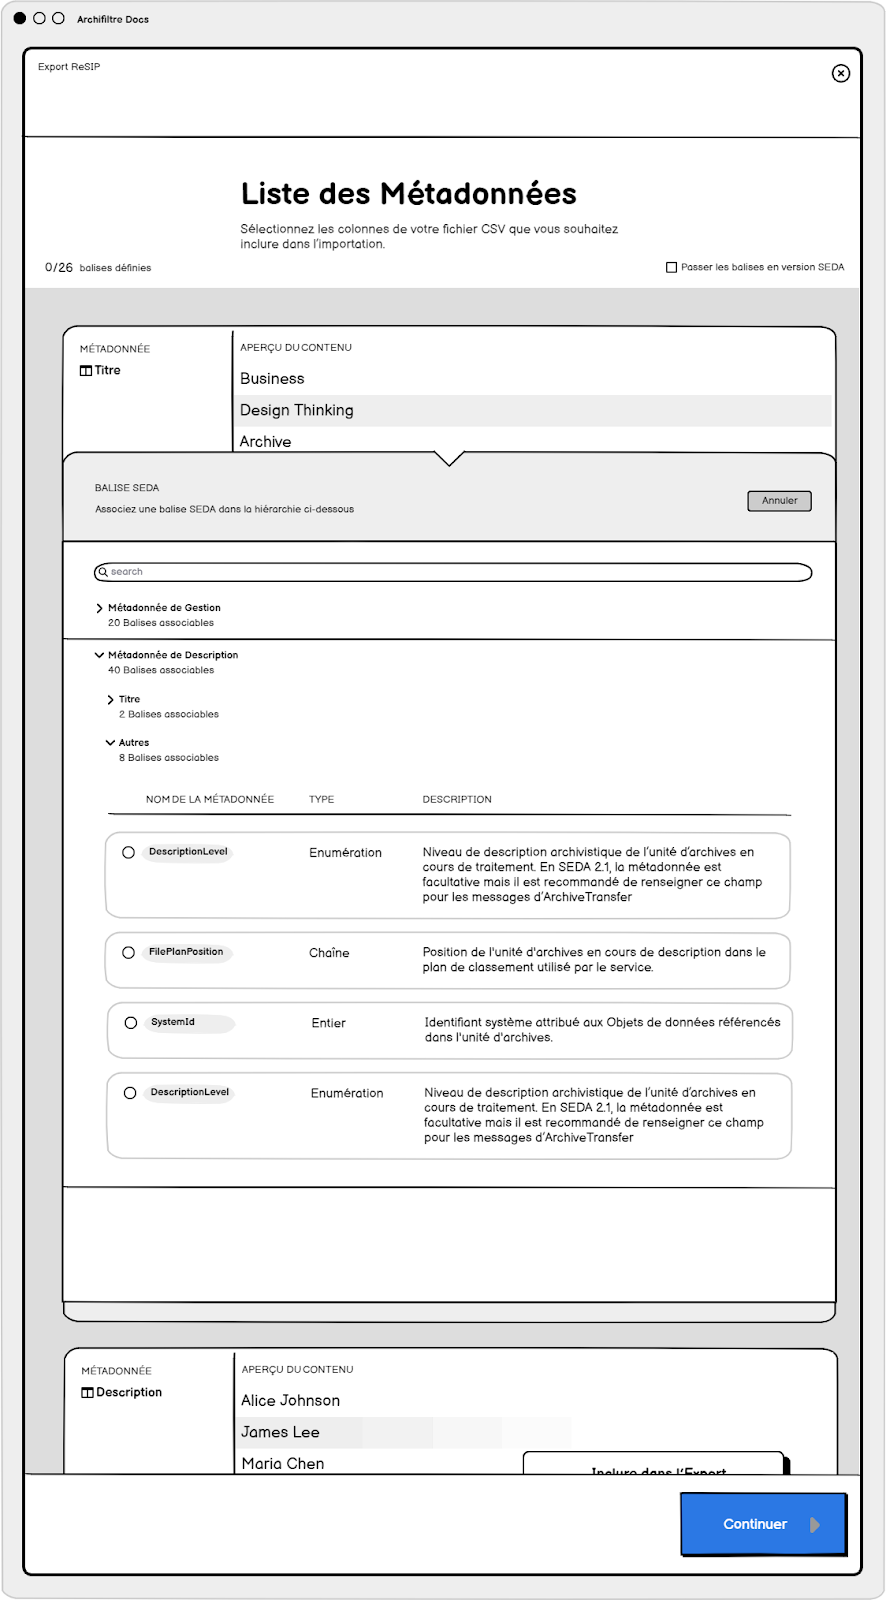 Archifiltre Docs
Export ReSIP
Liste des Métadonnées
Sélectionnez les colonnes de votre fichier CSV que vous souhaitez
inclure dans l'importation.
0/26 balises définies
Passer les balises en version SEDA
MÉTADONNÉE
Titre
APERÇU DU CONTENU
Business
Design Thinking
Archive
BALISE SEDA
Associez une balise SEDA dans la hiérarchie ci-dessous
Annuler
search
Métadonnée de Gestion
20 Balises associables
Métadonnée de Description
40 Balises associables
Titre
2 Balises associables
Autres
8 Balises associables
NOM DE LA MÉTADONNÉE TYPE DESCRIPTION
DescriptionLevel Enumération Niveau de description archivistique de l'unité d'archives en
cours de traitement. En SEDA 2.1, la métadonnée est
facultative mais il est recommandé de renseigner ce champ
pour les messages d'ArchiveTransfer
FilePlanPosition Chaîne Position de l'unité d'archives en cours de description dans le
plan de classement utilisé par le service.
SystemId Entier Identifiant système attribué aux Objets de données référencés
dans l'unité d'archives.
DescriptionLevel Enumération Niveau de description archivistique de l'unité d'archives en
cours de traitement. En SEDA 2.1, la métadonnée est
facultative mais il est recommandé de renseigner ce champ
pour les messages d'ArchiveTransfer
MÉTADONNÉE
Description
APERÇU DU CONTENU
Alice Johnson
James Lee
Maria Chen
Inclure dans l'Export
Continuer